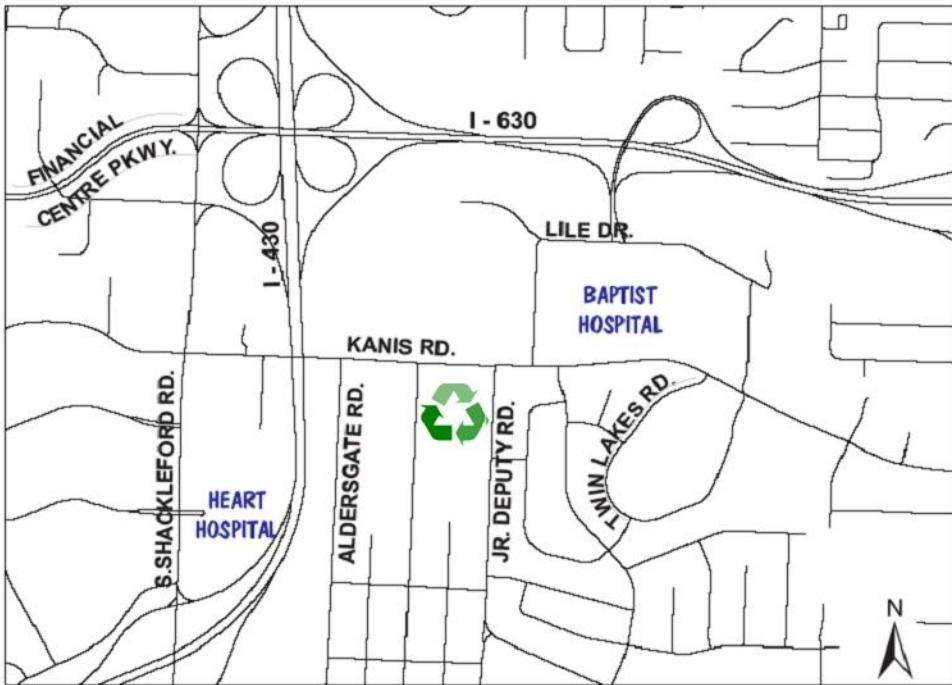 I - 630
FINANCIAL
CENTRE PKWY.
I - 430
LILE DR.
BAPTIST
HOSPITAL
KANIS RD.
S.SHACKLEFORD RD.
ALDERSGATE RD.
JR. DEPUTY RD.
TWIN LAKES RD.
HEART
HOSPITAL
N